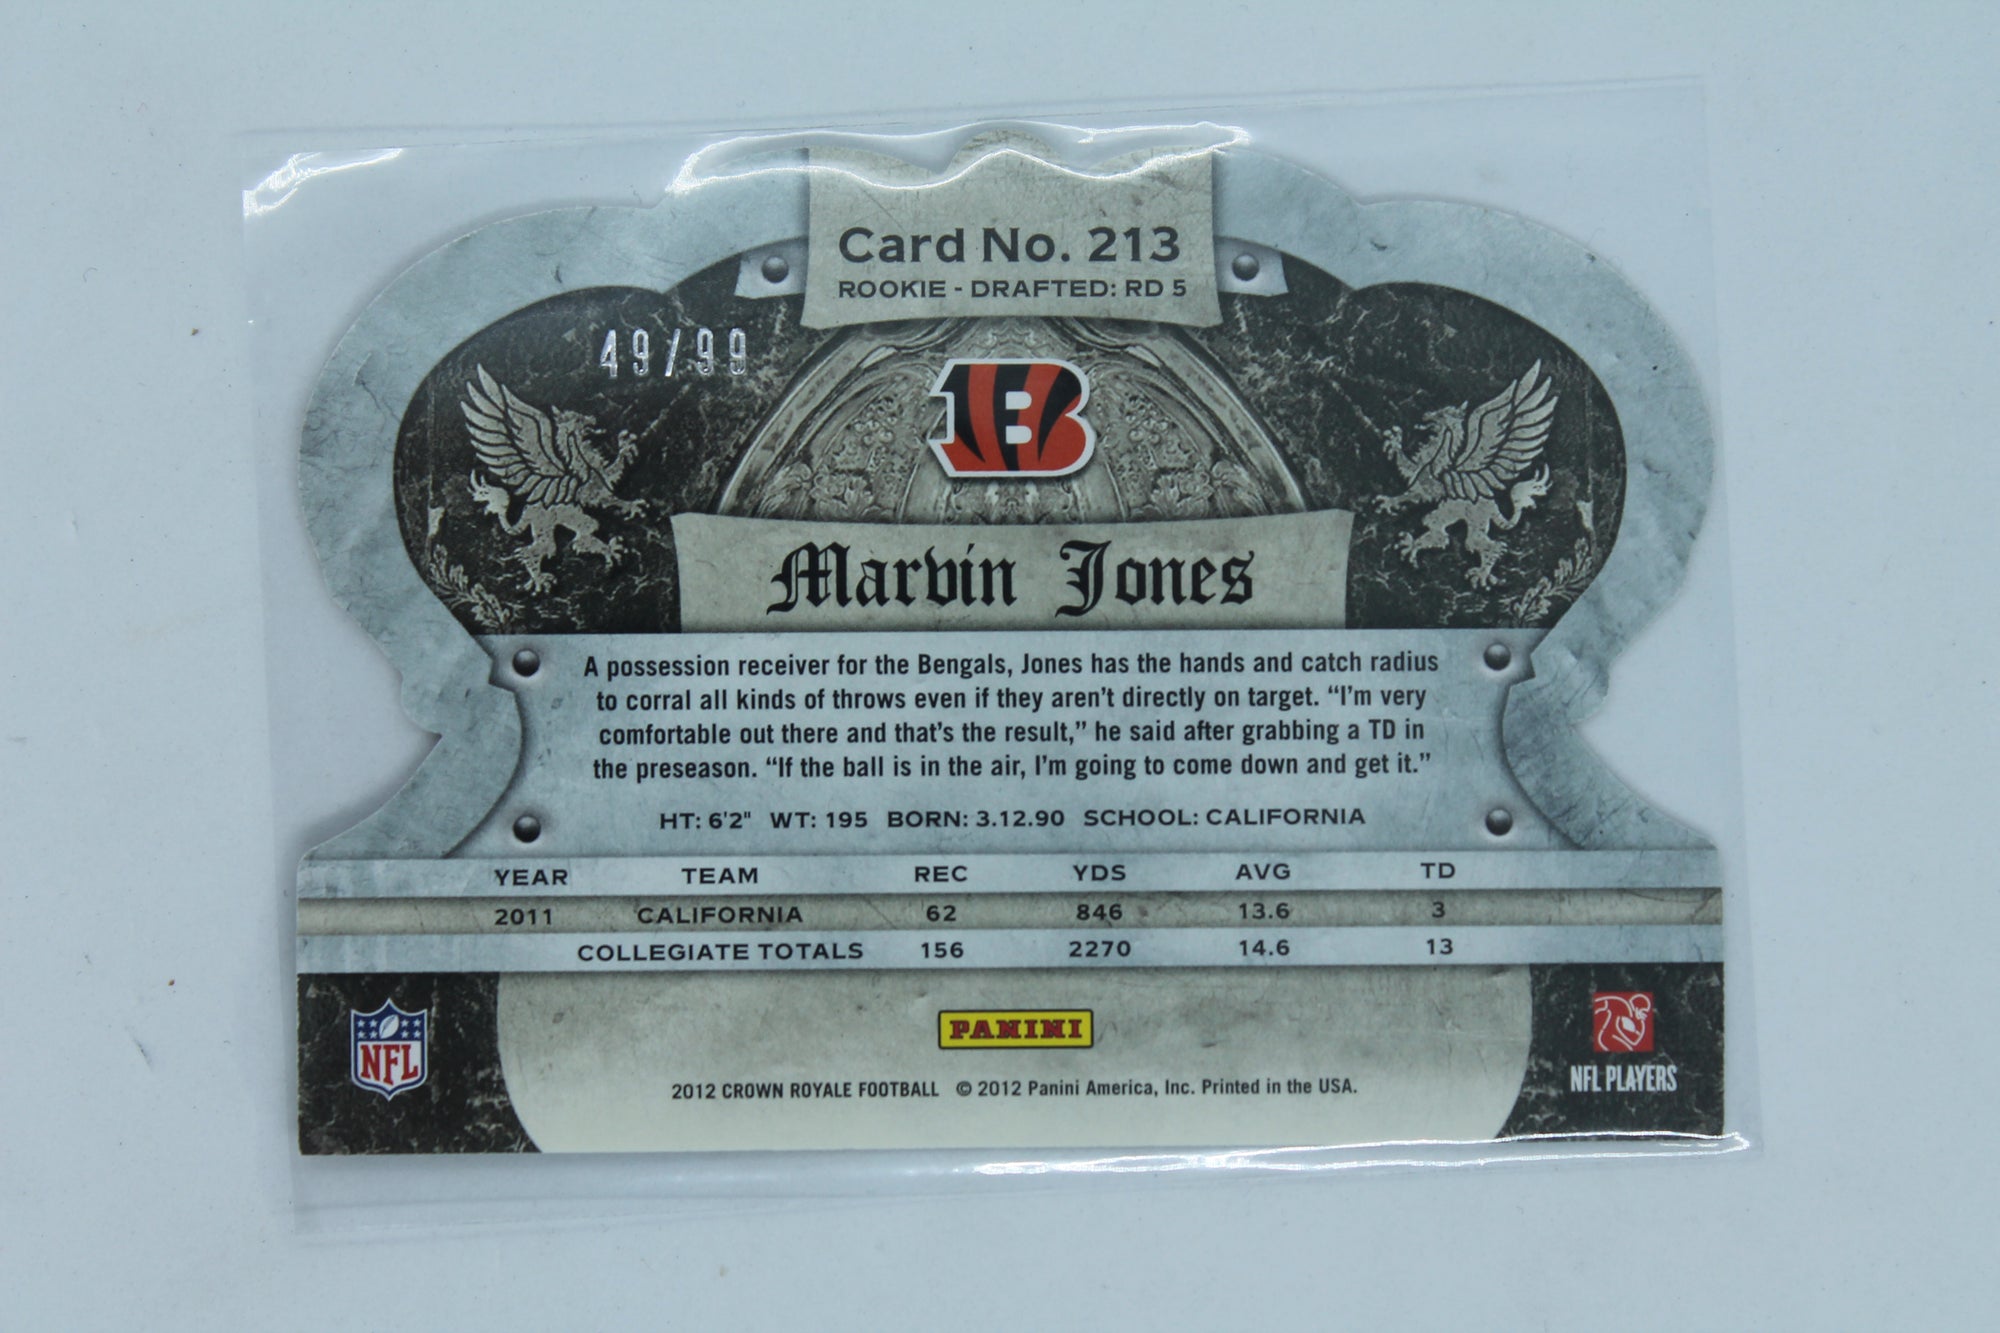 Card No. 213
ROOKIE - DRAFTED: RD 5
49/99
B
Marvin Jones
A possession receiver for the Bengals, Jones has the hands and catch radius
to corral all kinds of throws even if they aren't directly on target. “I'm very
comfortable out there and that's the result,” he said after grabbing a TD in
the preseason. “If the ball is in the air, I'm going to come down and get it.”
HT: 6'2" WT: 195 BORN: 3.12.90 SCHOOL: CALIFORNIA
YEAR TEAM REC YDS AVG TD
2011 CALIFORNIA 62 846 13.6 3
COLLEGIATE TOTALS 156 2270 14.6 13
NFL
PANINI
NFL PLAYERS
2012 CROWN ROYALE FOOTBALL © 2012 Panini America, Inc. Printed in the USA.